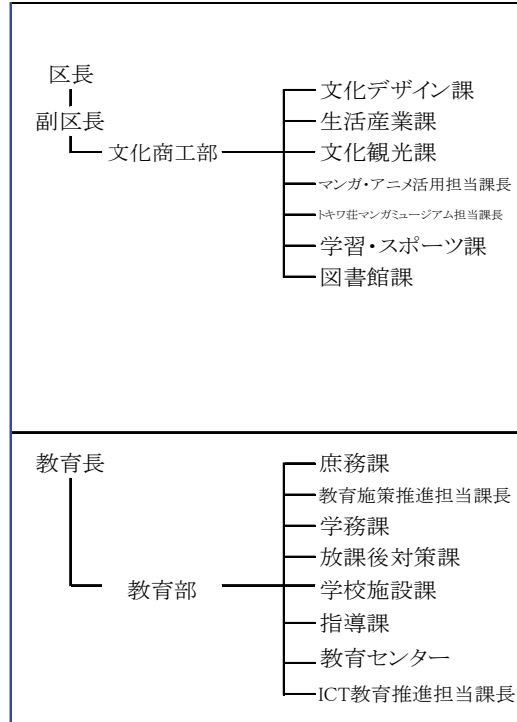 区長
副区長
文化商工部
文化デザイン課
生活産業課
文化観光課
マンガ・アニメ活用担当課長
トキワ荘マンガミュージアム担当課長
学習・スポーツ課
図書館課
教育長
教育部
庶務課
教育施策推進担当課長
学務課
放課後対策課
学校施設課
指導課
教育センター
ICT教育推進担当課長